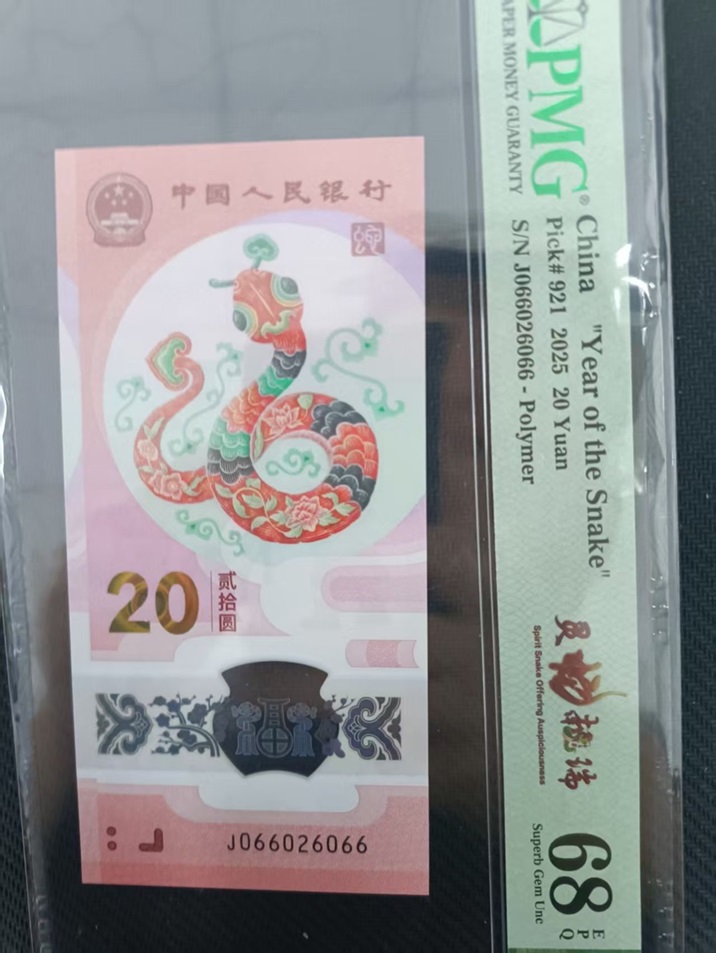 中国人民银行
蛇
20
贰拾圆
J066026066
PMG®
PAPER MONEY GUARANTY
China "Year of the Snake"
Pick# 921 2025 20 Yuan
S/N J066026066 - Polymer
灵蛇献瑞
Spirit Snake Offering Auspiciousness
68 EPQ
Superb Gem Unc